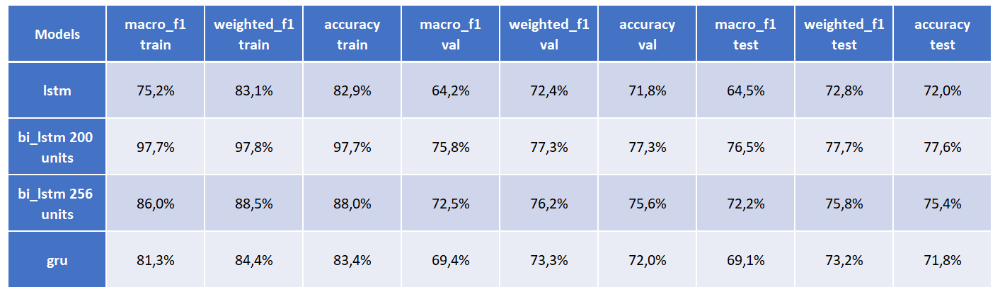 Models macro_f1 train weighted_f1 train accuracy train macro_f1 val weighted_f1 val accuracy val macro_f1 test weighted_f1 test accuracy test
lstm 75,2% 83,1% 82,9% 64,2% 72,4% 71,8% 64,5% 72,8% 72,0%
bi_lstm 200 units 97,7% 97,8% 97,7% 75,8% 77,3% 77,3% 76,5% 77,7% 77,6%
bi_lstm 256 units 86,0% 88,5% 88,0% 72,5% 76,2% 75,6% 72,2% 75,8% 75,4%
gru 81,3% 84,4% 83,4% 69,4% 73,3% 72,0% 69,1% 73,2% 71,8%